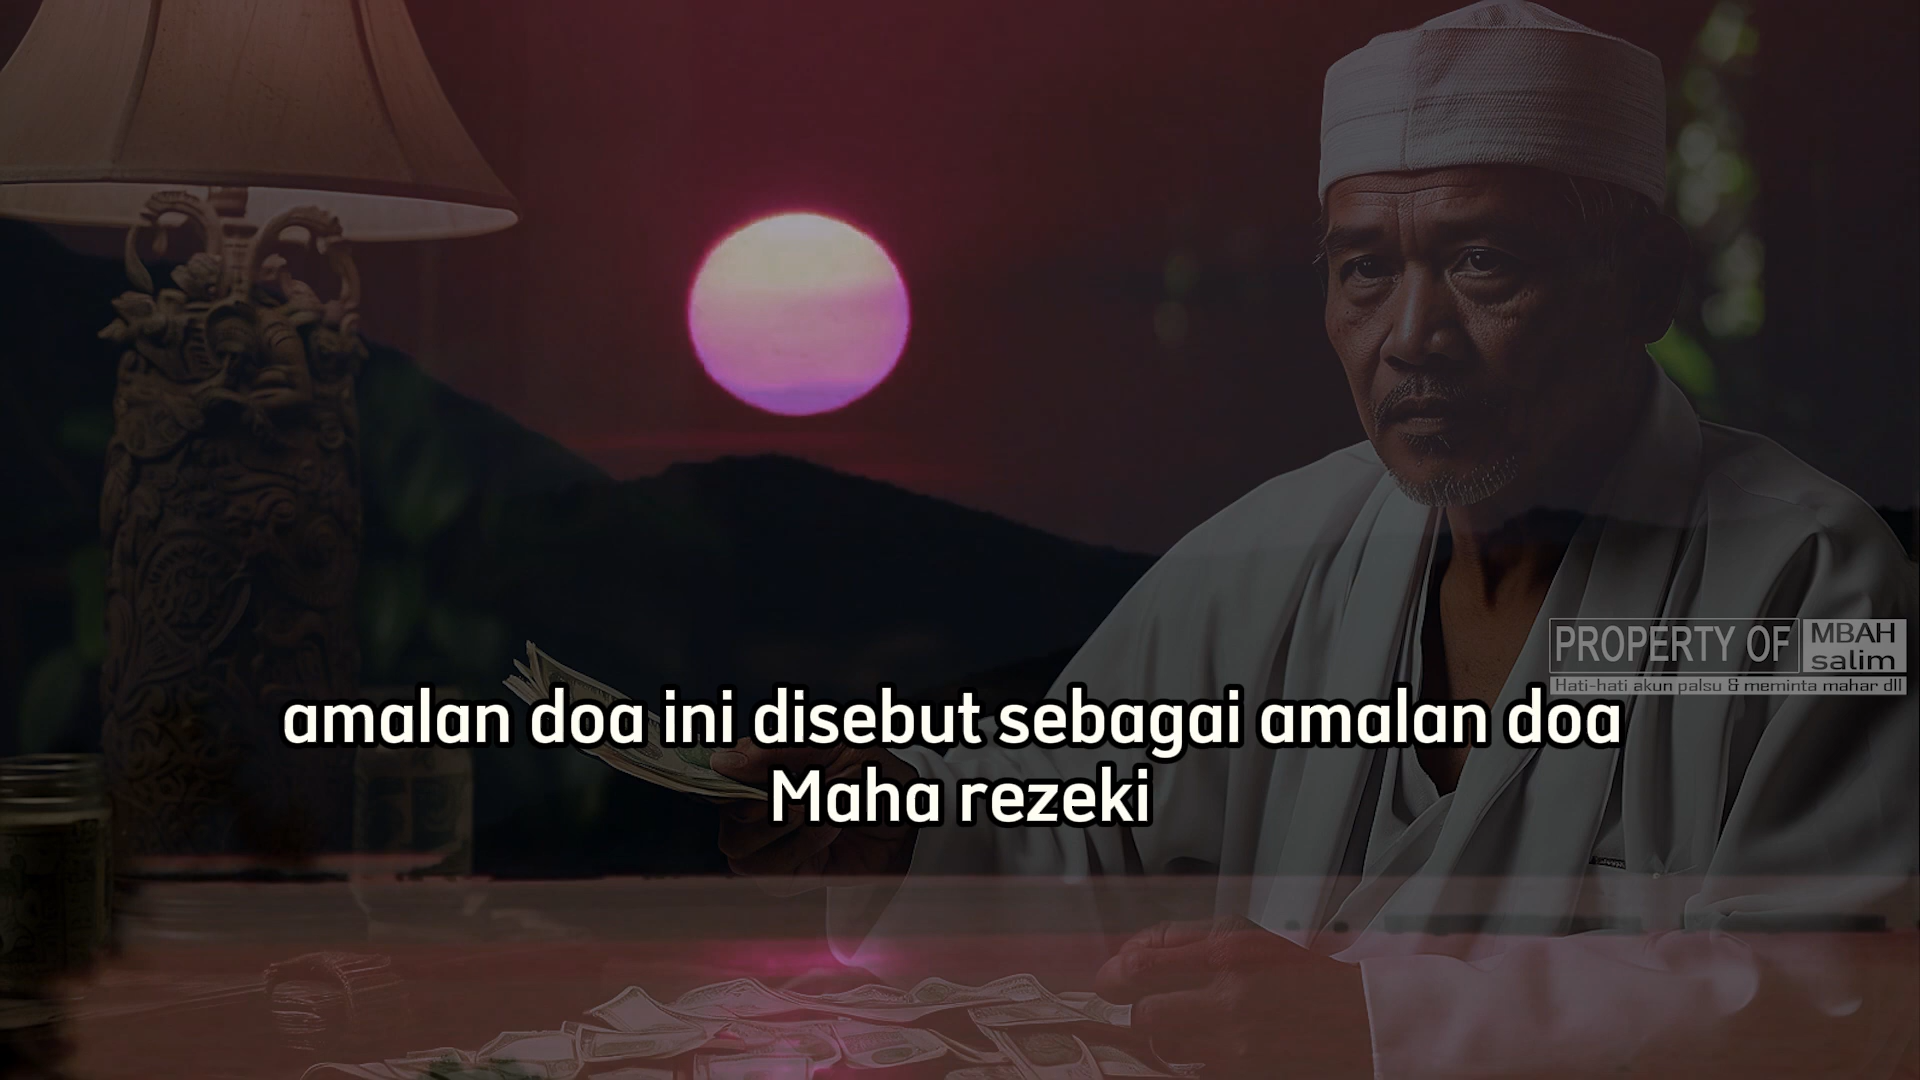 PROPERTY OF MBAH salim
Hati-hati akun palsu & meminta mahar dll
amalan doa ini disebut sebagai amalan doa
Maha rezeki